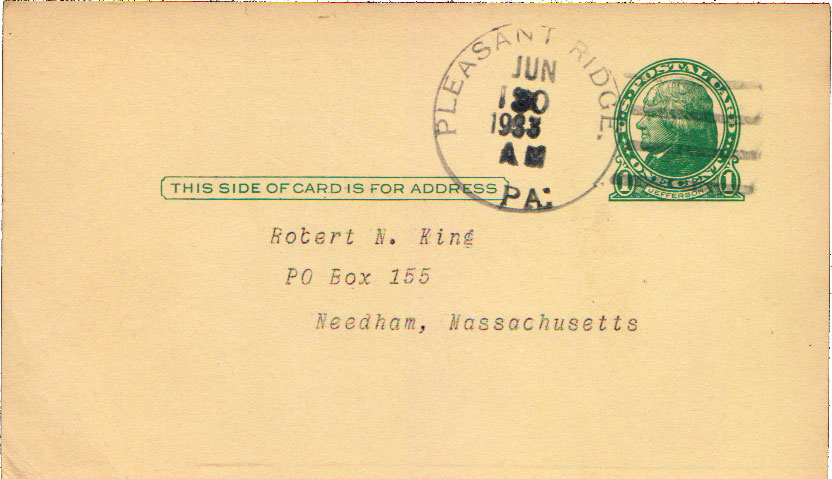 PLEASANT RIDGE.
JUN
1933
AM
PA.
U.S. POSTAL CARD
ONE CENT
1 JEFFERSON 1
THIS SIDE OF CARD IS FOR ADDRESS
Robert N. King
PO Box 155
Needham, Massachusetts